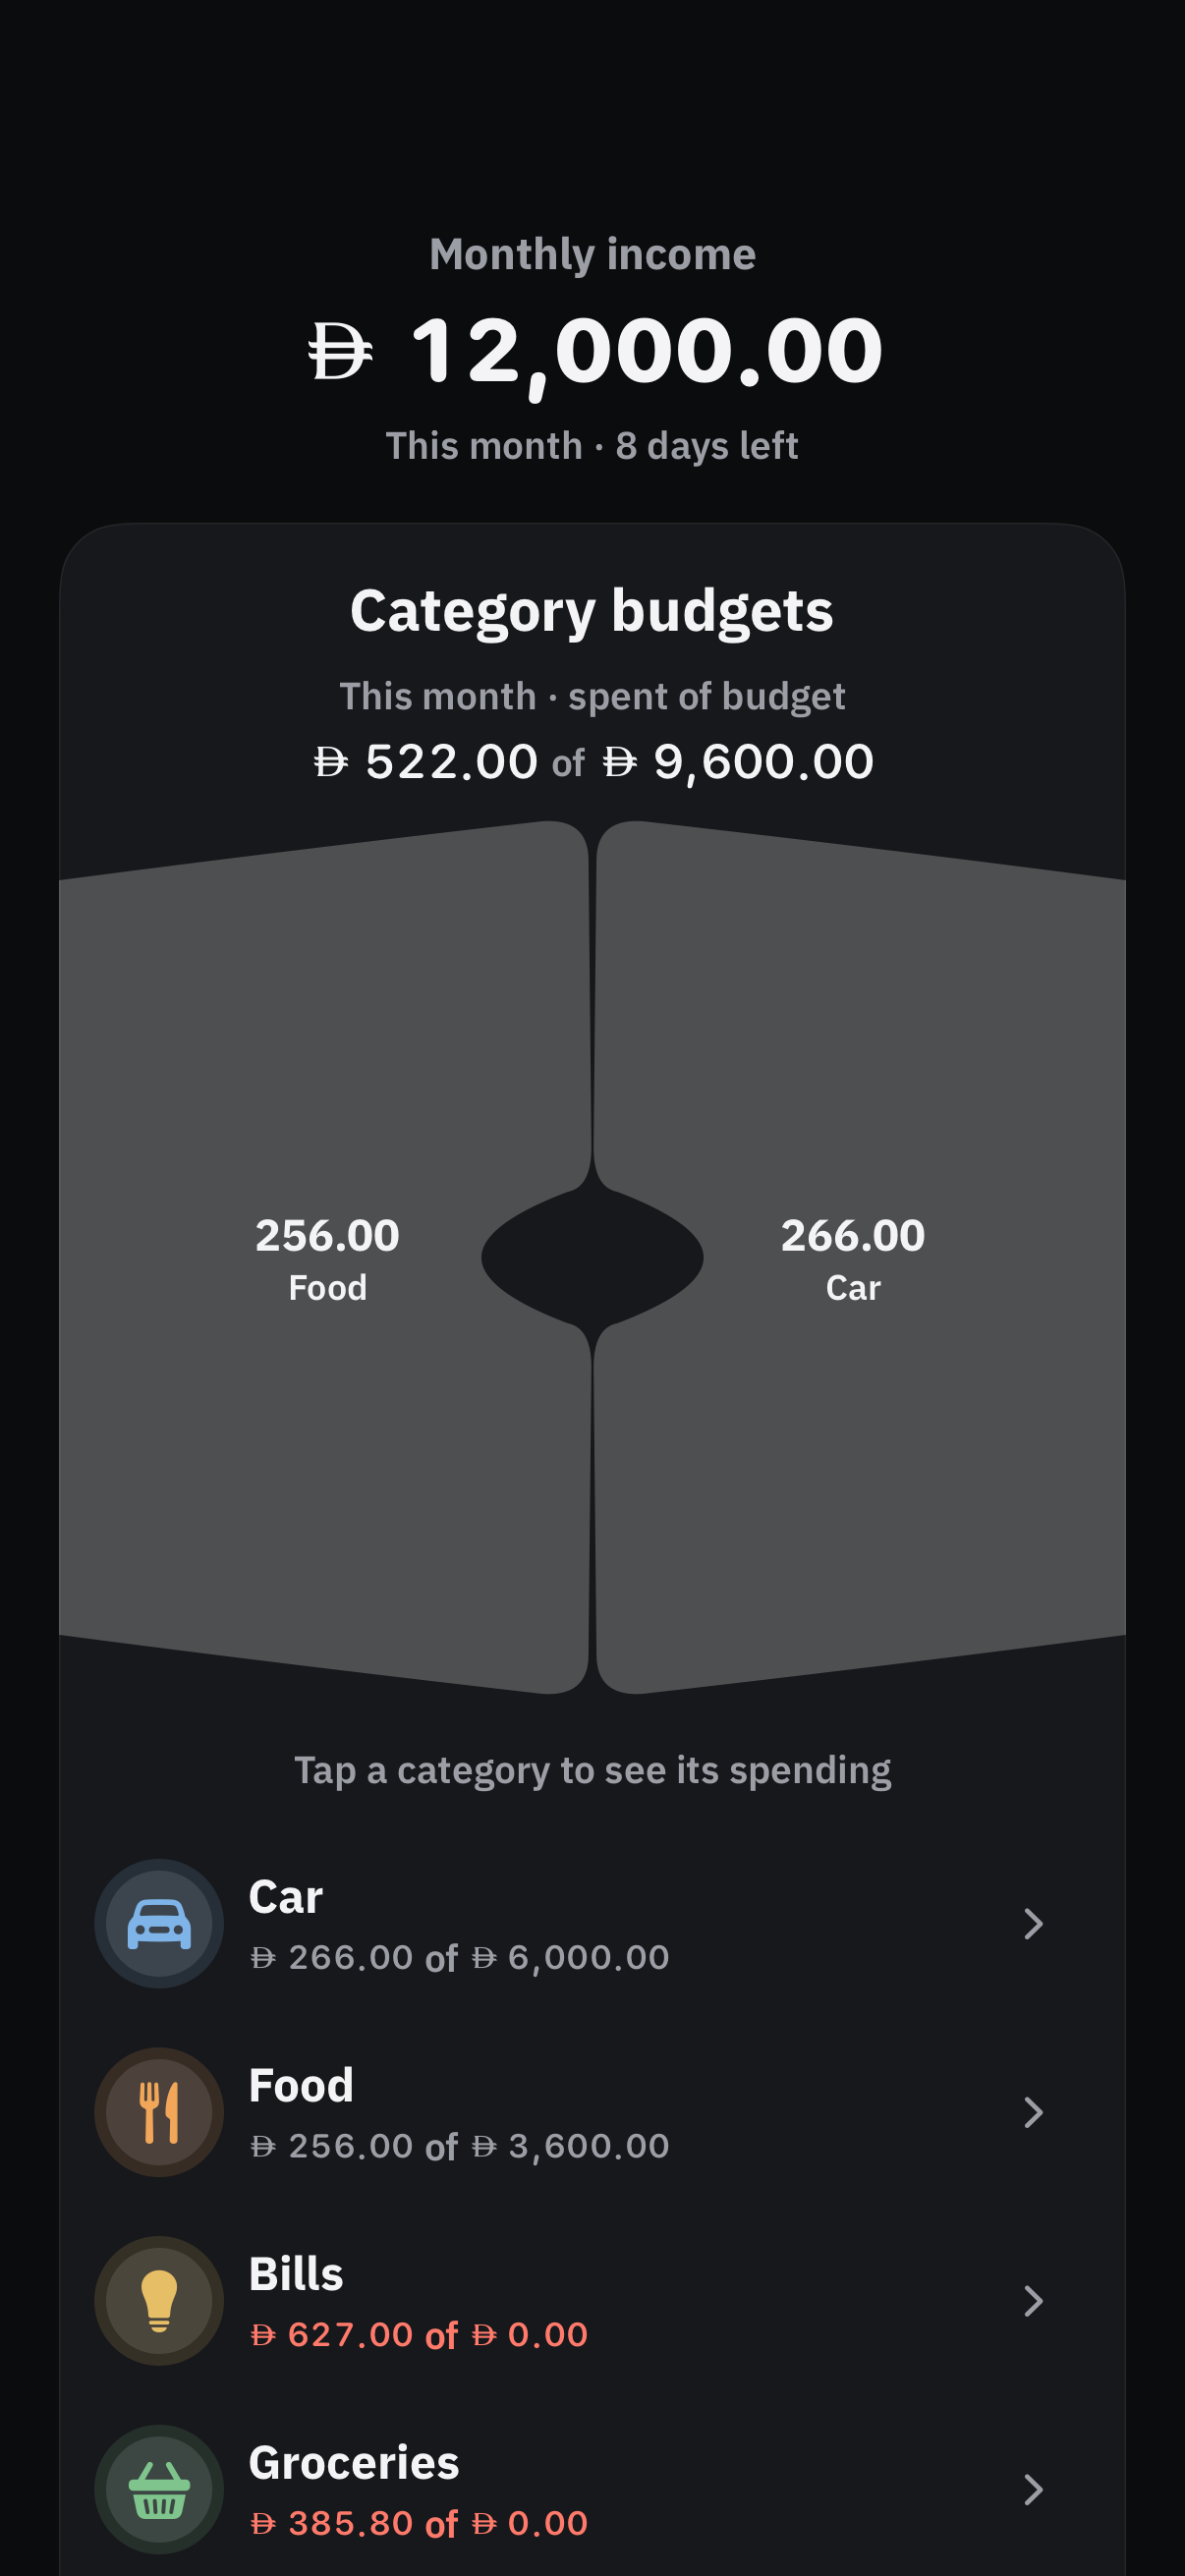 Monthly income
 12,000.00
This month · 8 days left
Category budgets
This month · spent of budget
 522.00 of  9,600.00
256.00
Food
266.00
Car
Tap a category to see its spending
Car
 266.00 of  6,000.00
Food
 256.00 of  3,600.00
Bills
 627.00 of  0.00
Groceries
 385.80 of  0.00